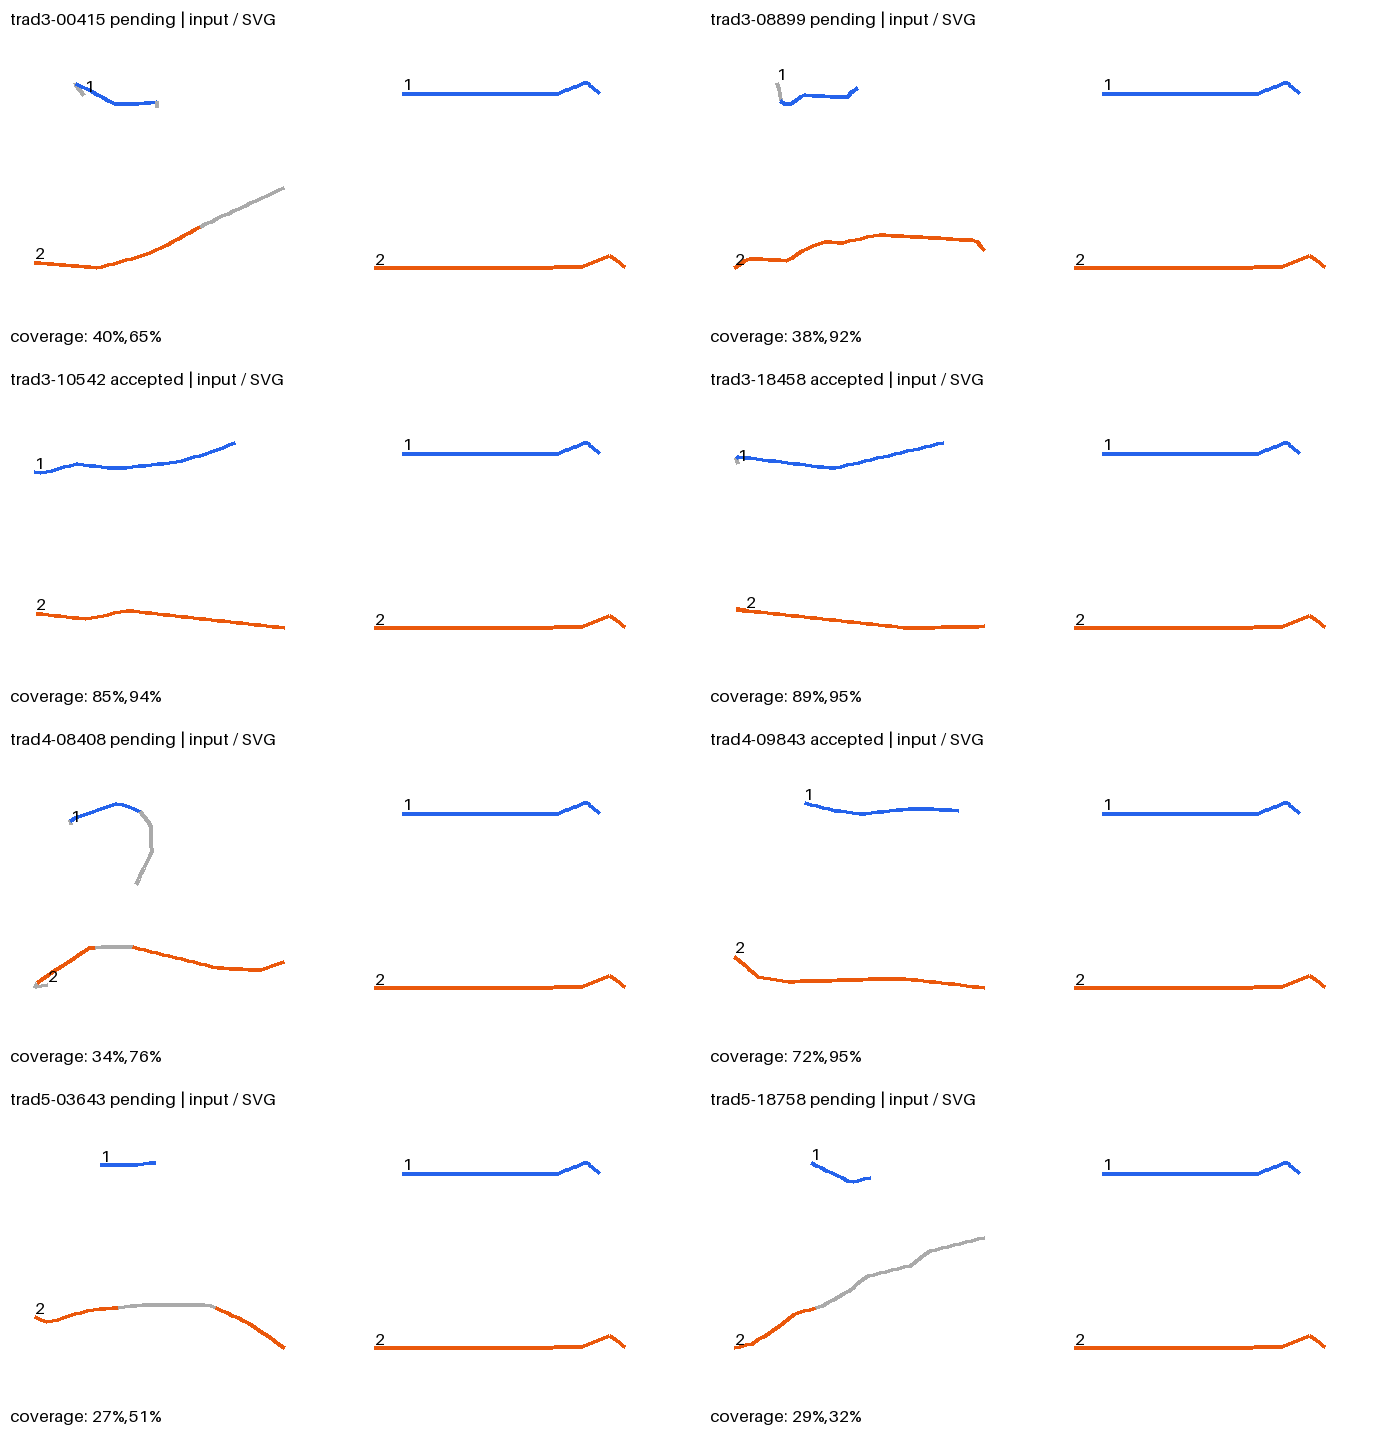 trad3-00415 pending | input / SVG
1
1
2
2
coverage: 40%,65%
trad3-08899 pending | input / SVG
1
1
2
2
coverage: 38%,92%
trad3-10542 accepted | input / SVG
1
1
2
2
coverage: 85%,94%
trad3-18458 accepted | input / SVG
1
1
2
2
coverage: 89%,95%
trad4-08408 pending | input / SVG
1
1
2
2
coverage: 34%,76%
trad4-09843 accepted | input / SVG
1
1
2
2
coverage: 72%,95%
trad5-03643 pending | input / SVG
1
1
2
2
coverage: 27%,51%
trad5-18758 pending | input / SVG
1
1
2
2
coverage: 29%,32%